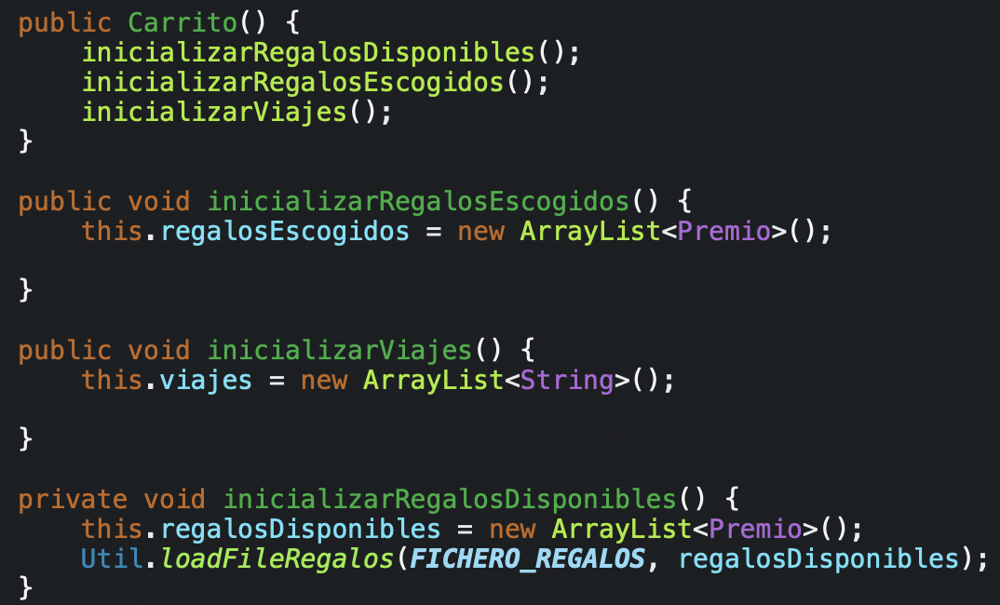 public Carrito() {
    inicializarRegalosDisponibles();
    inicializarRegalosEscogidos();
    inicializarViajes();
}

public void inicializarRegalosEscogidos() {
    this.regalosEscogidos = new ArrayList<Premio>();

}

public void inicializarViajes() {
    this.viajes = new ArrayList<String>();

}

private void inicializarRegalosDisponibles() {
    this.regalosDisponibles = new ArrayList<Premio>();
    Util.loadFileRegalos(FICHERO_REGALOS, regalosDisponibles);
}